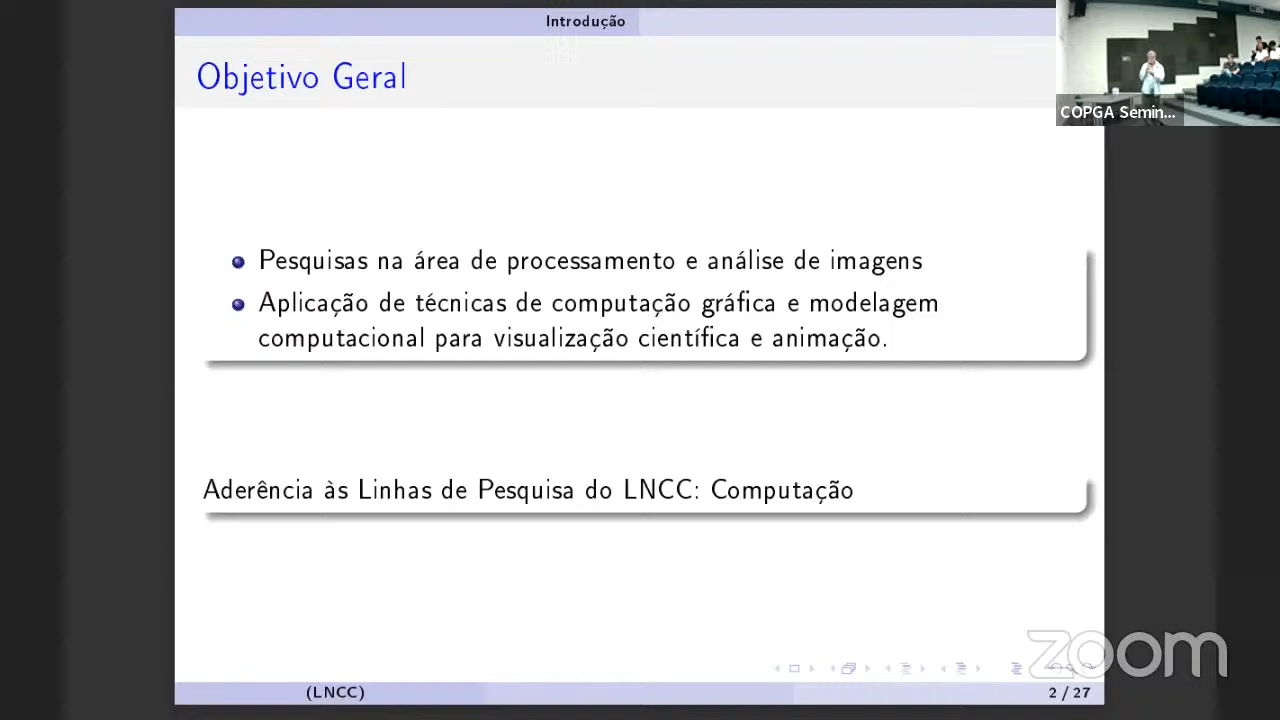 Introdução
Objetivo Geral
COPGA Semin...
Pesquisas na área de processamento e análise de imagens
Aplicação de técnicas de computação gráfica e modelagem
computacional para visualização científica e animação.
Aderência às Linhas de Pesquisa do LNCC: Computação
zoom
(LNCC)
2 / 27